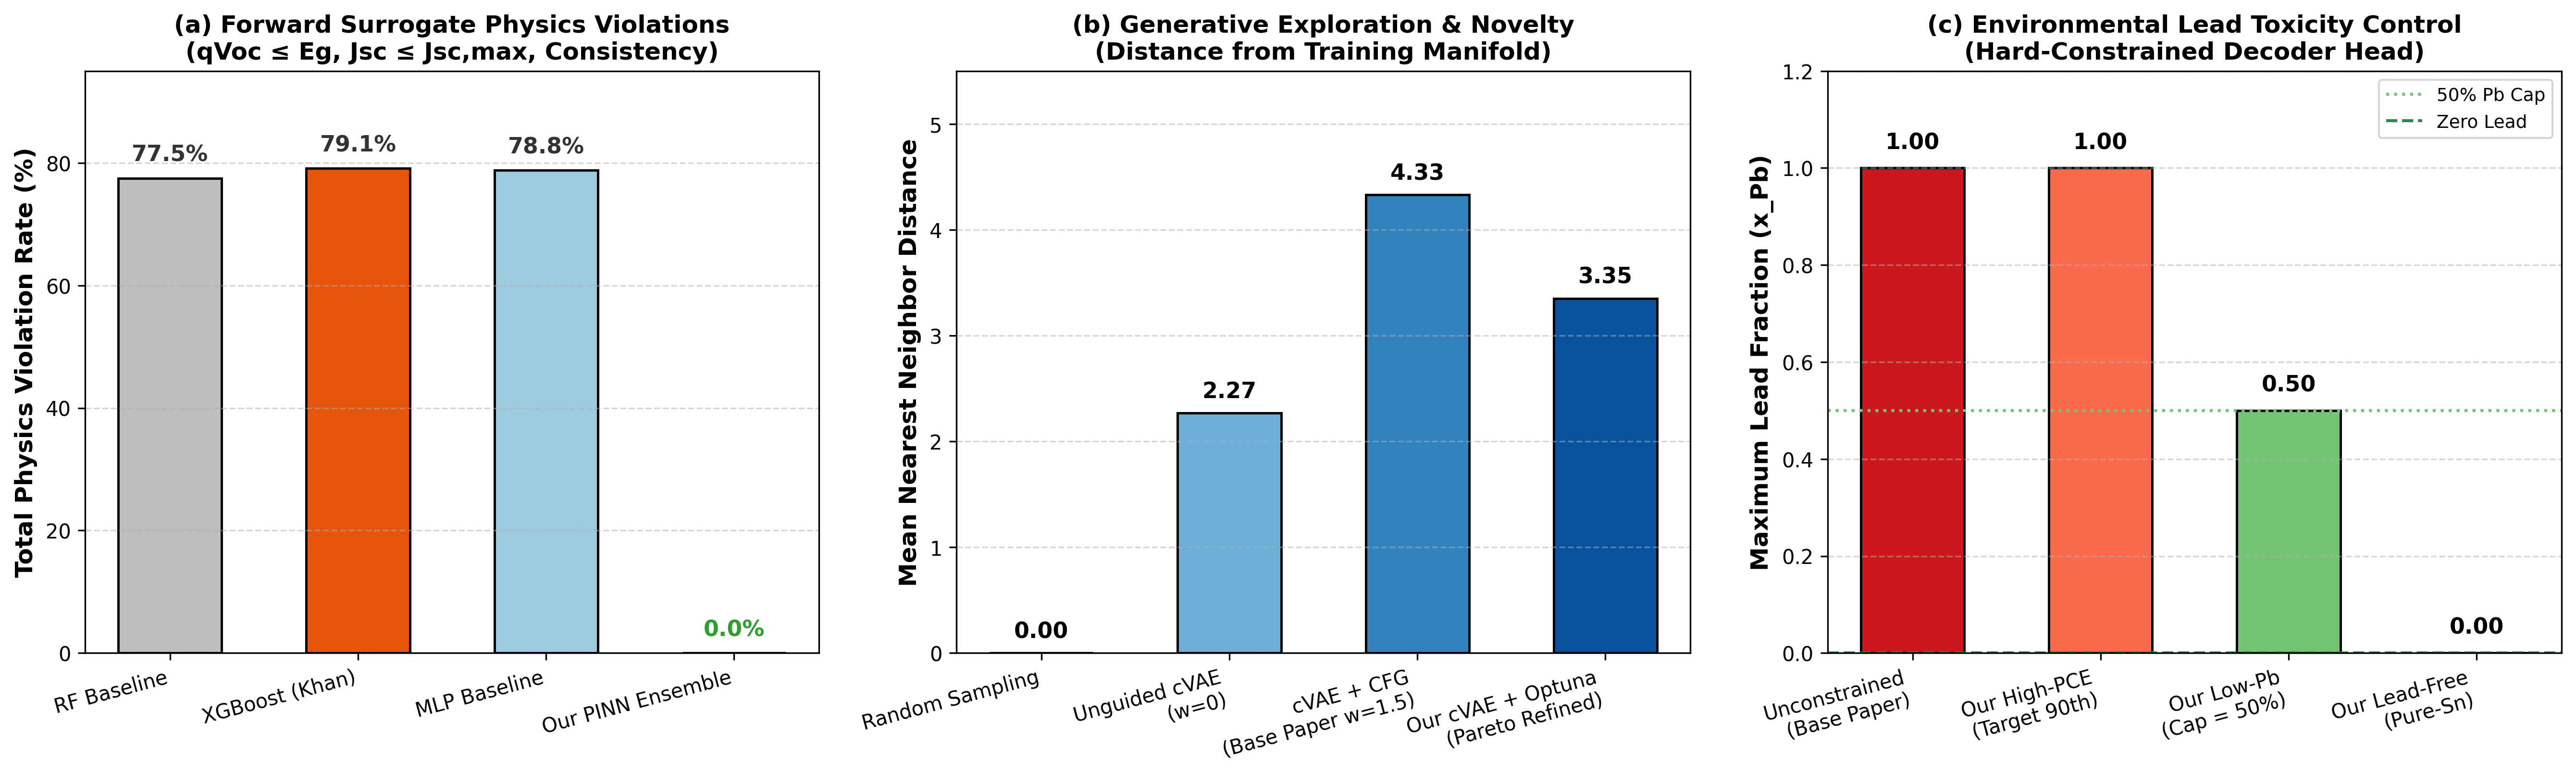 (a) Forward Surrogate Physics Violations
(qVoc ≤ Eg, Jsc ≤ Jsc,max, Consistency)
Total Physics Violation Rate (%)
80
60
40
20
0
77.5%
79.1%
78.8%
0.0%
RF Baseline
XGBoost (Khan)
MLP Baseline
Our PINN Ensemble
(b) Generative Exploration & Novelty
(Distance from Training Manifold)
Mean Nearest Neighbor Distance
5
4
3
2
1
0
0.00
2.27
4.33
3.35
Random Sampling
Unguided cVAE
(w=0)
cVAE + CFG
(Base Paper w=1.5)
Our cVAE + Optuna
(Pareto Refined)
(c) Environmental Lead Toxicity Control
(Hard-Constrained Decoder Head)
Maximum Lead Fraction (x_Pb)
1.2
1.0
0.8
0.6
0.4
0.2
0.0
50% Pb Cap
Zero Lead
1.00
1.00
0.50
0.00
Unconstrained
(Base Paper)
Our High-PCE
(Target 90th)
Our Low-Pb
(Cap = 50%)
Our Lead-Free
(Pure-Sn)